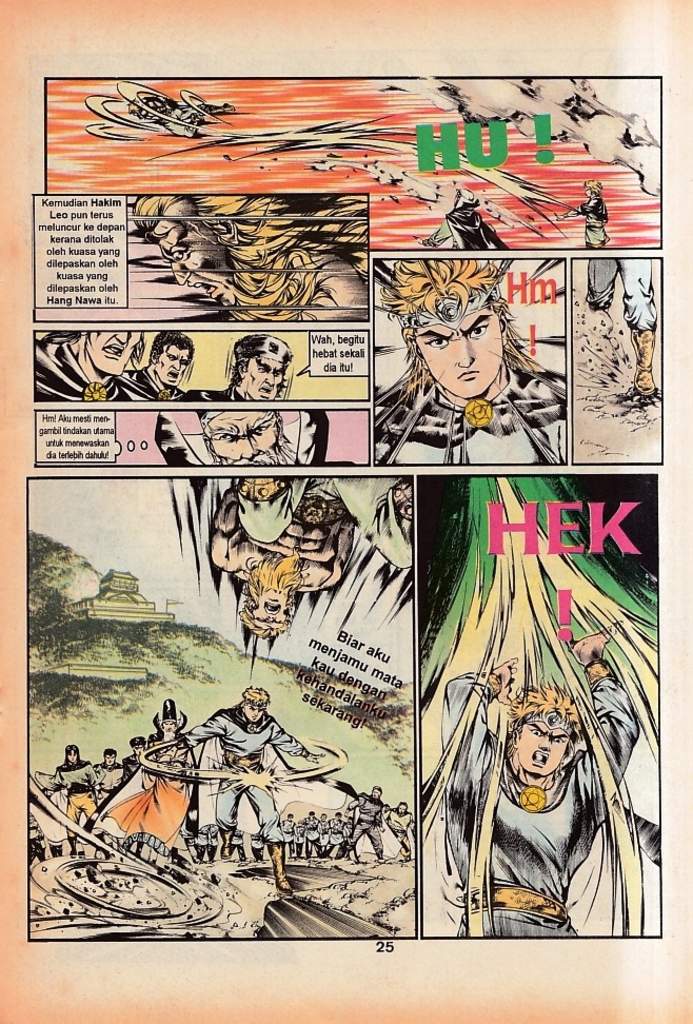 HU !
Kemudian Hakim
Leo pun terus
meluncur ke depan
kerana ditolak
oleh kuasa yang
dilepaskan oleh
kuasa yang
dilepaskan oleh
Hang Nawa itu.
Hm
!
Wah, begitu
hebat sekali
dia itu!
Hm! Aku mesti men-
gambil tindakan utama
untuk menewaskan
dia terlebih dahulu!
Biar aku
menjamu mata
kau dengan
kehandalanku
sekarang!
HEK
!
25